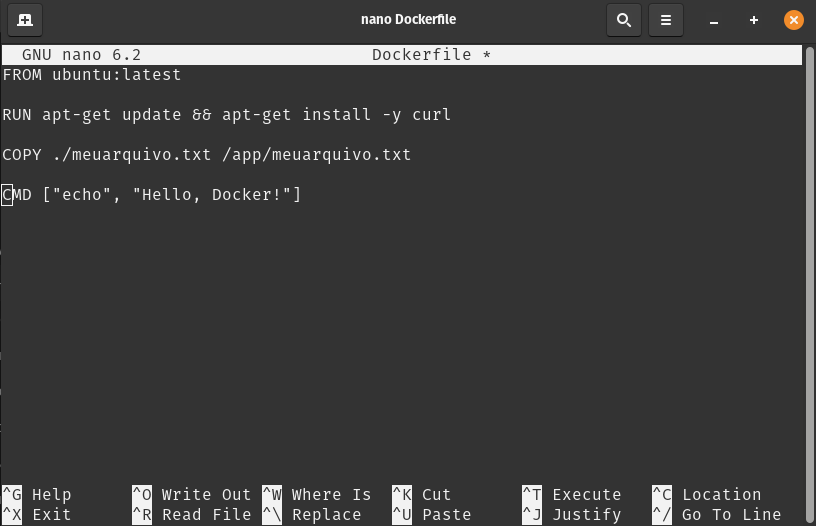 nano Dockerfile
GNU nano 6.2 Dockerfile *
FROM ubuntu:latest
RUN apt-get update && apt-get install -y curl
COPY ./meuarquivo.txt /app/meuarquivo.txt
CMD ["echo", "Hello, Docker!"]
^G Help ^O Write Out ^W Where Is ^K Cut ^T Execute ^C Location
^X Exit ^R Read File ^\ Replace ^U Paste ^J Justify ^/ Go To Line